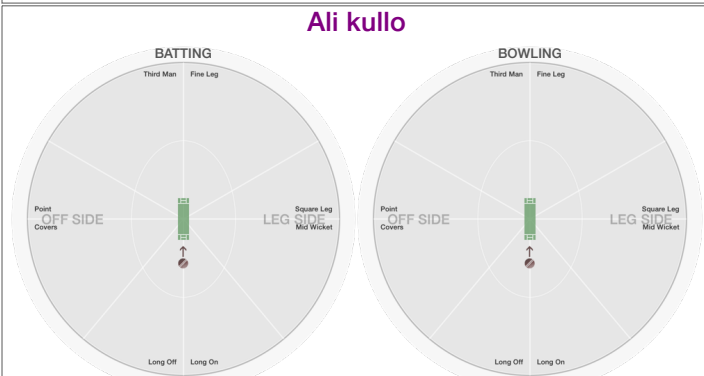 Ali kullo
BATTING
Third Man Fine Leg
Point Square Leg
OFF SIDE LEG SIDE
Covers Mid Wicket
Long Off Long On
BOWLING
Third Man Fine Leg
Point Square Leg
OFF SIDE LEG SIDE
Covers Mid Wicket
Long Off Long On